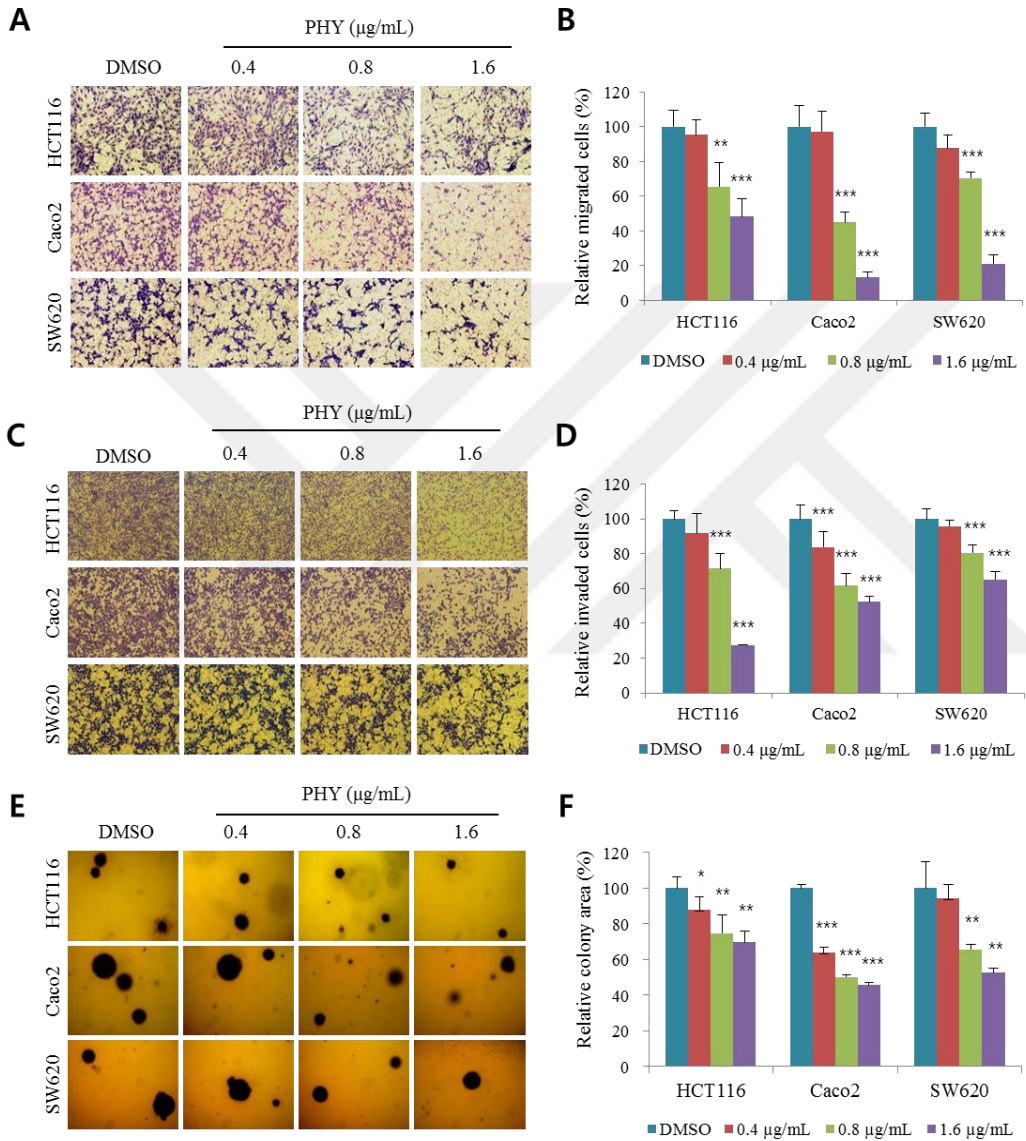 A
PHY (µg/mL)
DMSO 0.4 0.8 1.6
HCT116
Caco2
SW620
B
Relative migrated cells (%)
120
100
80
60
40
20
0
** *** *** *** *** ***
HCT116 Caco2 SW620
DMSO 0.4 µg/mL 0.8 µg/mL 1.6 µg/mL
C
PHY (µg/mL)
DMSO 0.4 0.8 1.6
HCT116
Caco2
SW620
D
Relative invaded cells (%)
120
100
80
60
40
20
0
*** *** *** *** *** *** ***
HCT116 Caco2 SW620
DMSO 0.4 µg/mL 0.8 µg/mL 1.6 µg/mL
E
PHY (µg/mL)
DMSO 0.4 0.8 1.6
HCT116
Caco2
SW620
F
Relative colony area (%)
120
100
80
60
40
20
0
* ** ** *** *** *** ** **
HCT116 Caco2 SW620
DMSO 0.4 µg/mL 0.8 µg/mL 1.6 µg/mL